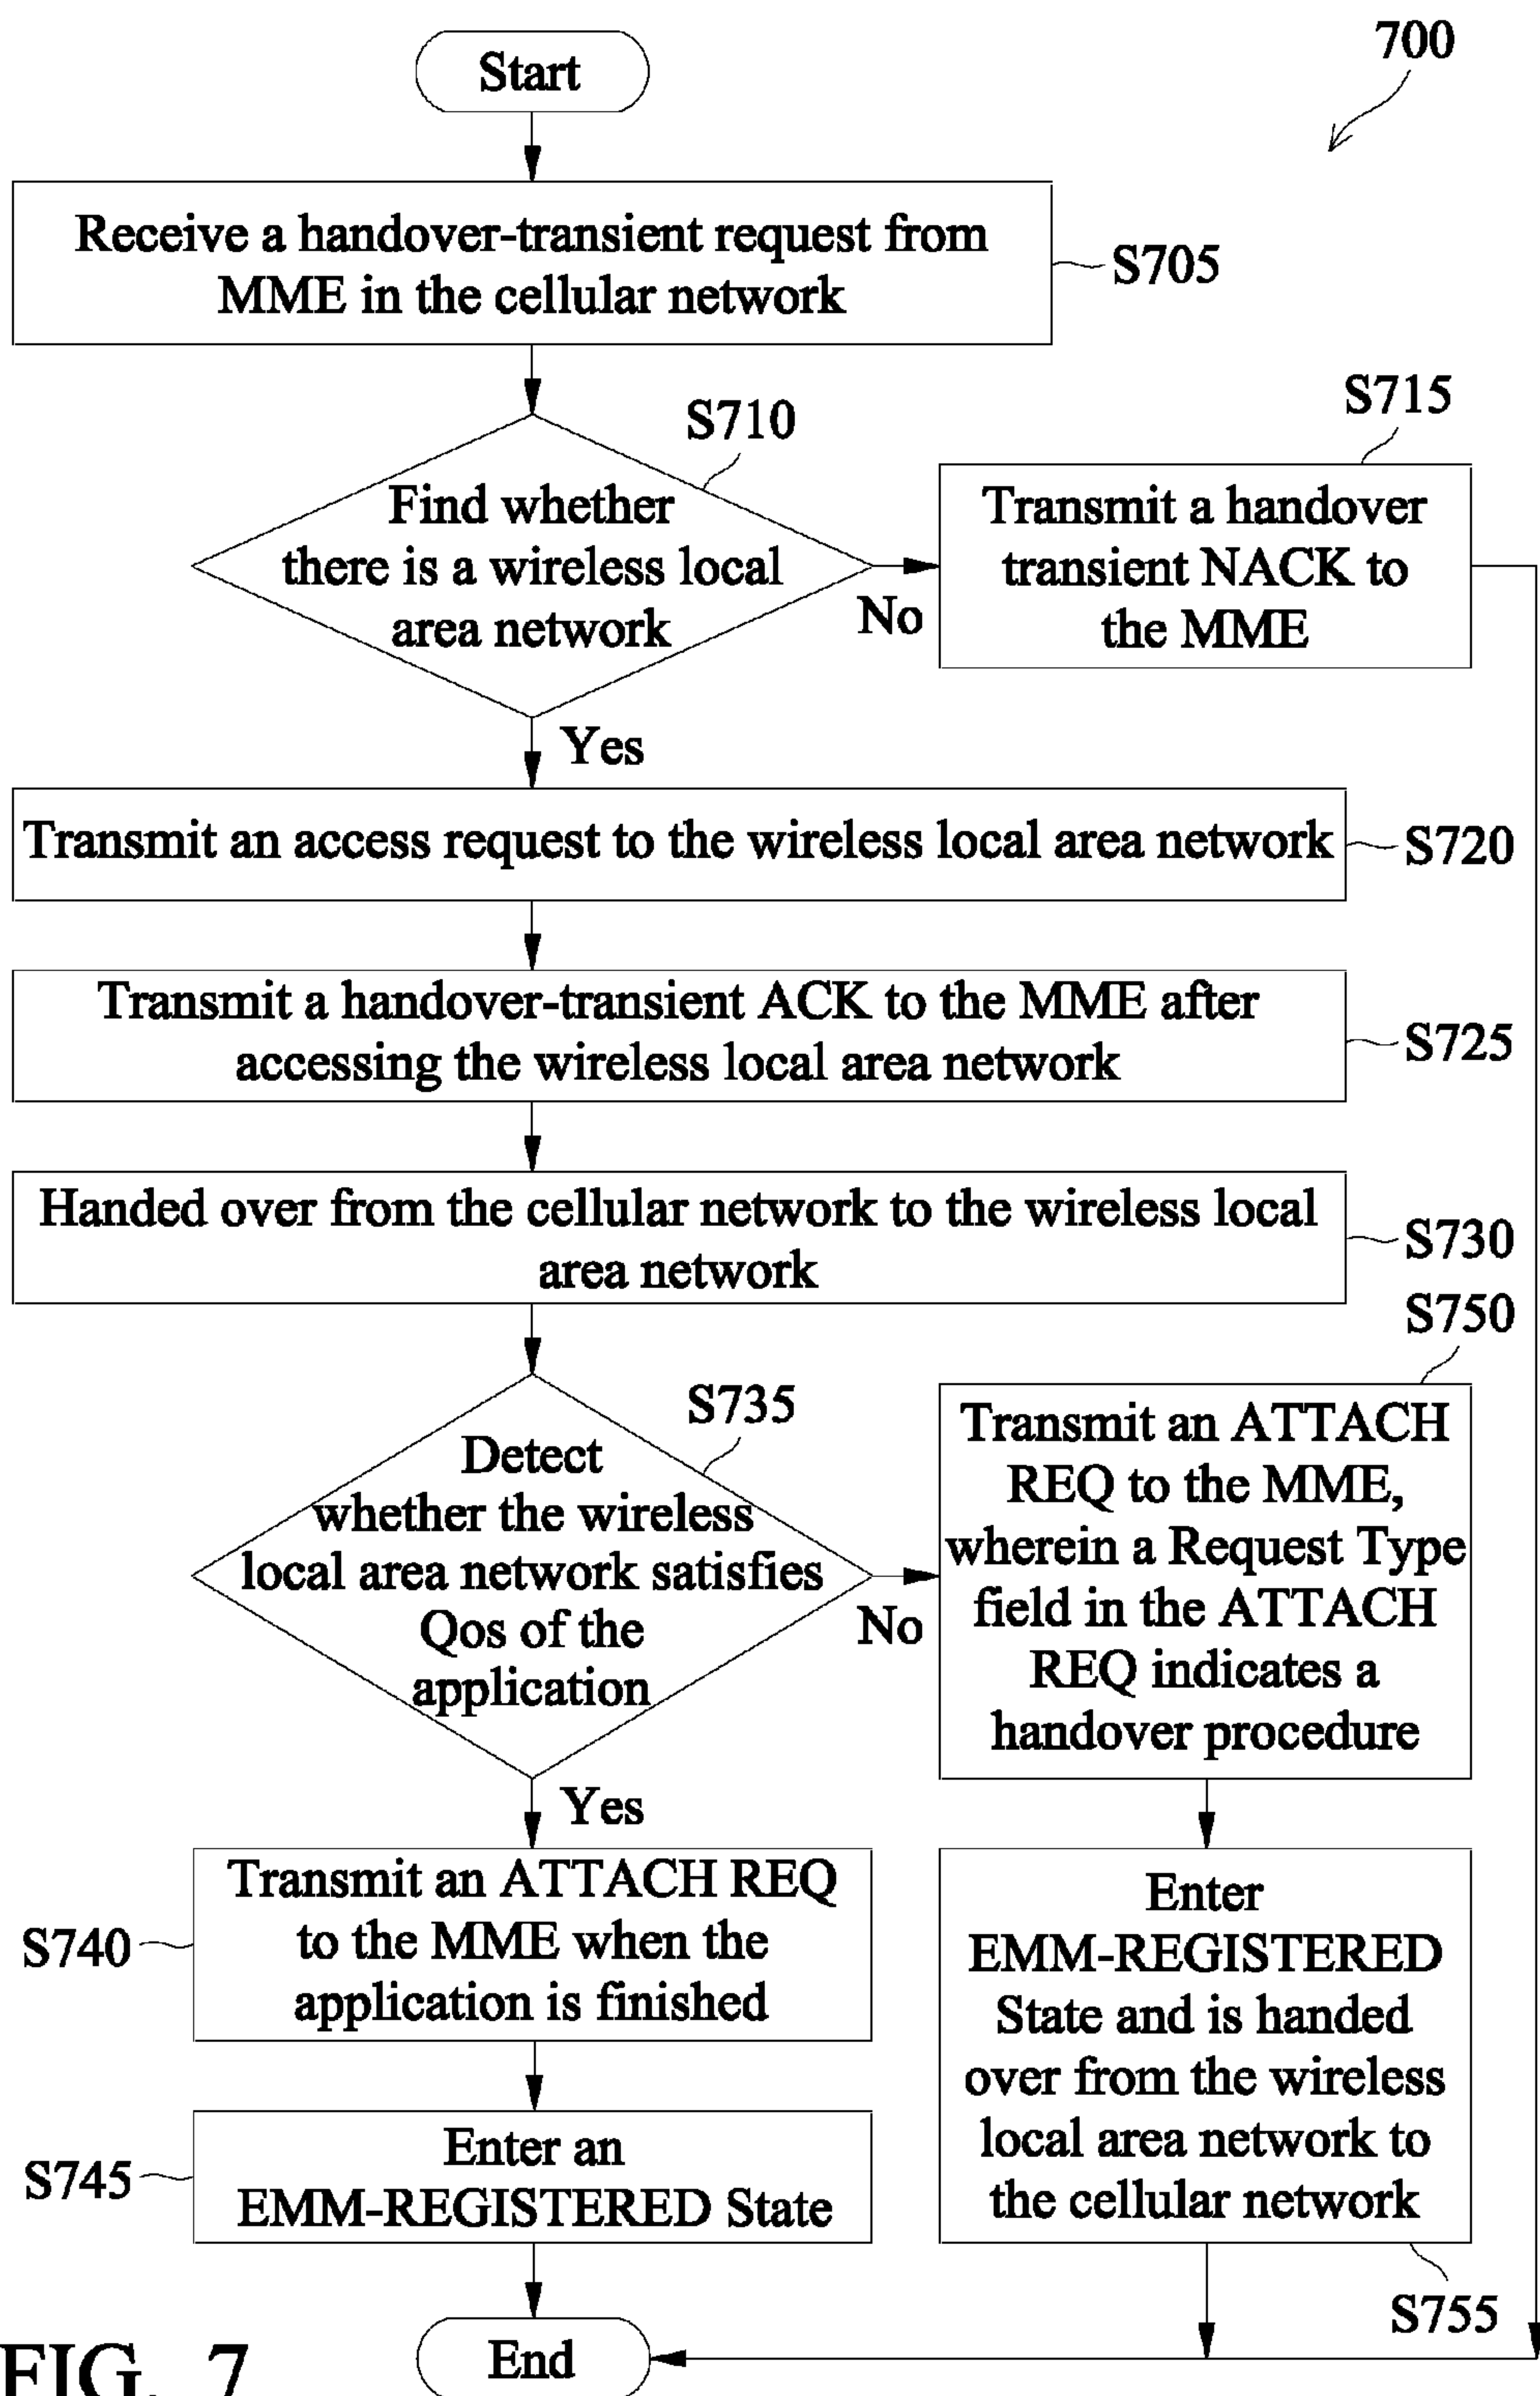 700
Start
Receive a handover-transient request from
MME in the cellular network
S705
S710
Find whether
there is a wireless local
area network
No
S715
Transmit a handover
transient NACK to
the MME
Yes
Transmit an access request to the wireless local area network
S720
Transmit a handover-transient ACK to the MME after
accessing the wireless local area network
S725
Handed over from the cellular network to the wireless local
area network
S730
S735
Detect
whether the wireless
local area network satisfies
Qos of the
application
No
S750
Transmit an ATTACH
REQ to the MME,
wherein a Request Type
field in the ATTACH
REQ indicates a
handover procedure
Yes
S740
Transmit an ATTACH REQ
to the MME when the
application is finished
Enter
EMM-REGISTERED
State and is handed
over from the wireless
local area network to
the cellular network
S755
S745
Enter an
EMM-REGISTERED State
End
FIG. 7